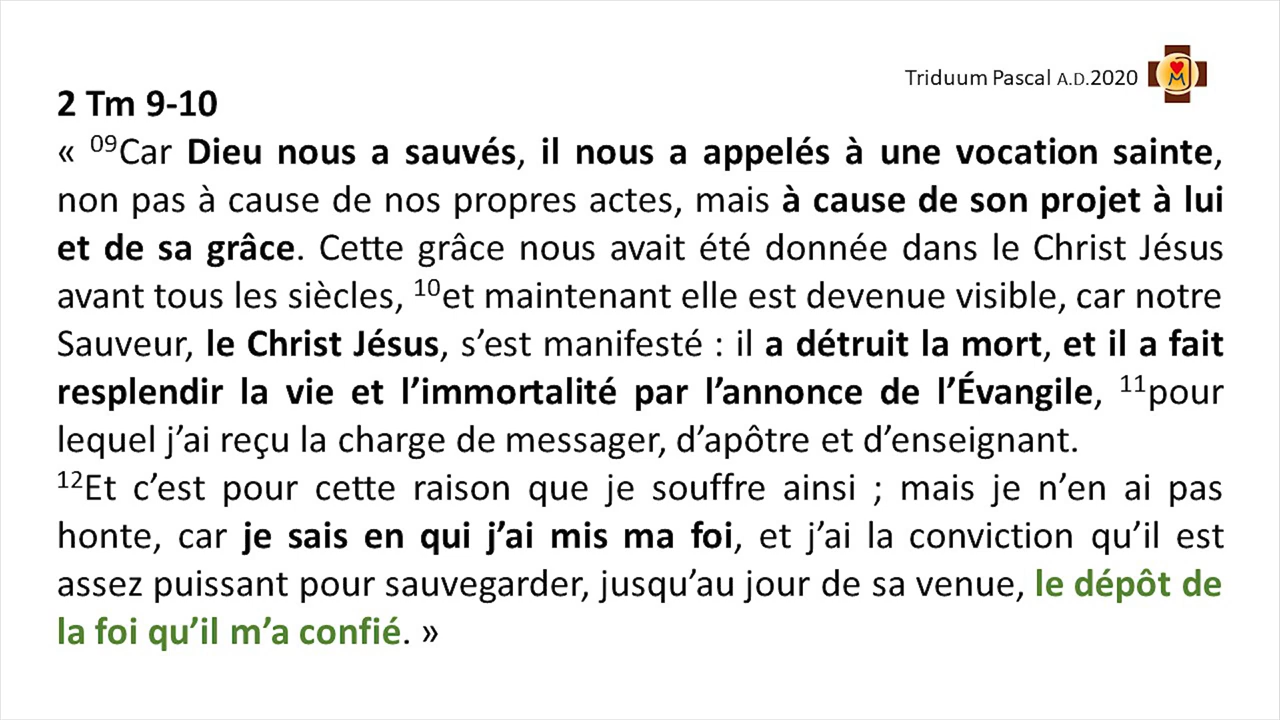 Triduum Pascal A.D.2020
2 Tm 9-10
« 09Car Dieu nous a sauvés, il nous a appelés à une vocation sainte,
non pas à cause de nos propres actes, mais à cause de son projet à lui
et de sa grâce. Cette grâce nous avait été donnée dans le Christ Jésus
avant tous les siècles, 10et maintenant elle est devenue visible, car notre
Sauveur, le Christ Jésus, s’est manifesté : il a détruit la mort, et il a fait
resplendir la vie et l’immortalité par l’annonce de l’Évangile, 11pour
lequel j’ai reçu la charge de messager, d’apôtre et d’enseignant.
12Et c’est pour cette raison que je souffre ainsi ; mais je n’en ai pas
honte, car je sais en qui j’ai mis ma foi, et j’ai la conviction qu’il est
assez puissant pour sauvegarder, jusqu’au jour de sa venue, le dépôt de
la foi qu’il m’a confié. »